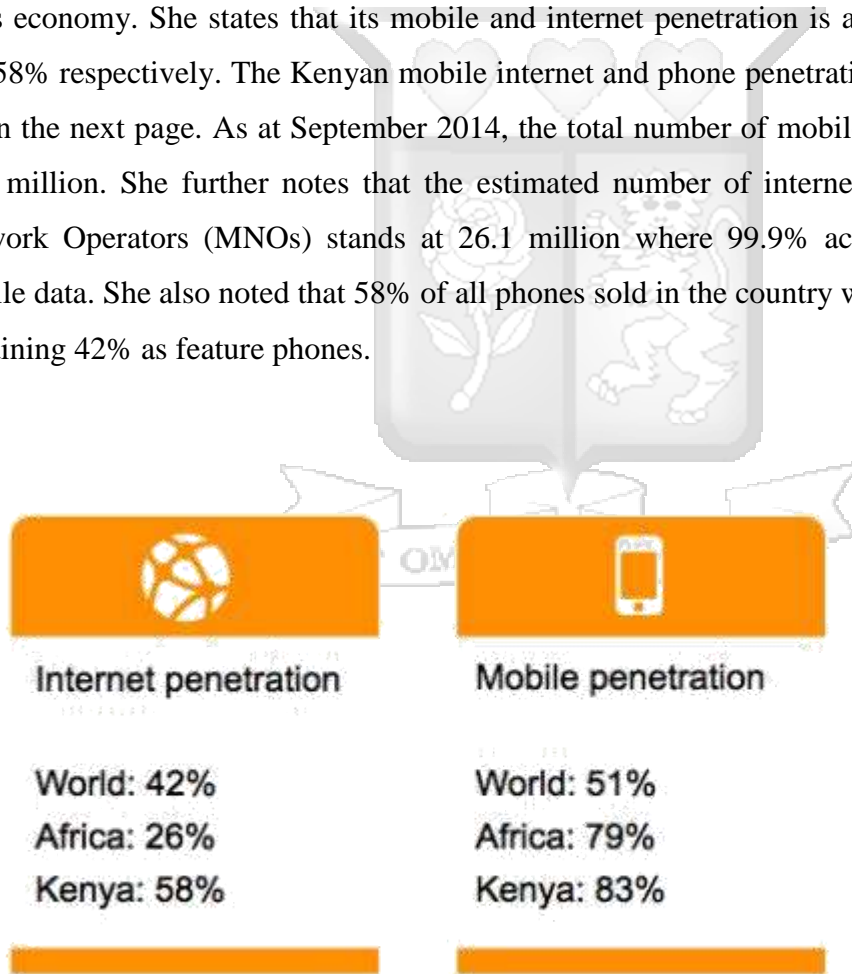 s economy. She states that its mobile and internet penetration is a
58% respectively. The Kenyan mobile internet and phone penetrati
n the next page. As at September 2014, the total number of mobil
million. She further notes that the estimated number of interne
work Operators (MNOs) stands at 26.1 million where 99.9% ac
ile data. She also noted that 58% of all phones sold in the country w
ining 42% as feature phones.
OM
Internet penetration
World: 42%
Africa: 26%
Kenya: 58%
Mobile penetration
World: 51%
Africa: 79%
Kenya: 83%